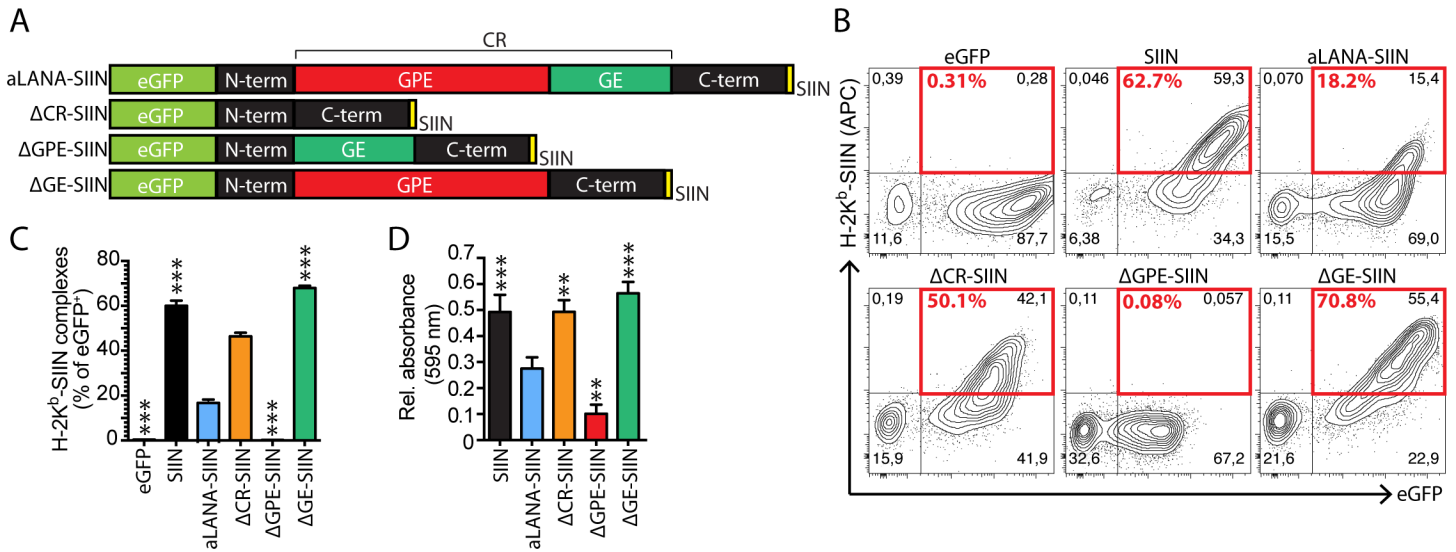 A
CR
aLANA-SIIN eGFP N-term GPE GE C-term SIIN
ΔCR-SIIN eGFP N-term C-term SIIN
ΔGPE-SIIN eGFP N-term GE C-term SIIN
ΔGE-SIIN eGFP N-term GPE C-term SIIN
B
eGFP SIIN aLANA-SIIN
0,39 0.31% 0,28 0,046 62.7% 59,3 0,070 18.2% 15,4
11,6 87,7 6,38 34,3 15,5 69,0
ΔCR-SIIN ΔGPE-SIIN ΔGE-SIIN
0,19 50.1% 42,1 0,11 0.08% 0,057 0,11 70.8% 55,4
15,9 41,9 32,6 67,2 21,6 22,9
H-2Kᵇ-SIIN (APC)
eGFP
C
H-2Kᵇ-SIIN complexes
(% of eGFP⁺)
80
60
40
20
0
*** *** *** ***
eGFP SIIN aLANA-SIIN ΔCR-SIIN ΔGPE-SIIN ΔGE-SIIN
D
Rel. absorbance
(595 nm)
0.7
0.6
0.5
0.4
0.3
0.2
0.1
0
*** ** ** ***
SIIN aLANA-SIIN ΔCR-SIIN ΔGPE-SIIN ΔGE-SIIN